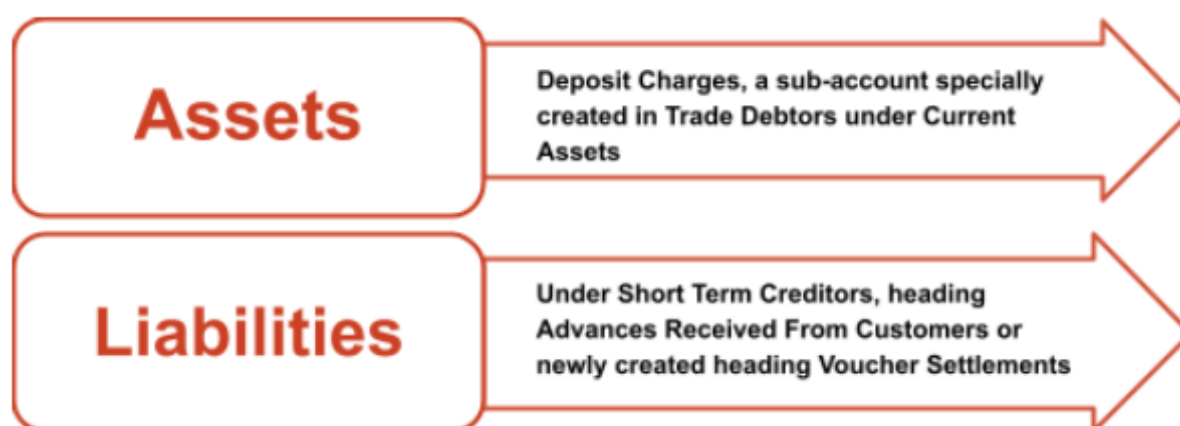 Assets
Deposit Charges, a sub-account specially
created in Trade Debtors under Current
Assets
Liabilities
Under Short Term Creditors, heading
Advances Received From Customers or
newly created heading Voucher Settlements